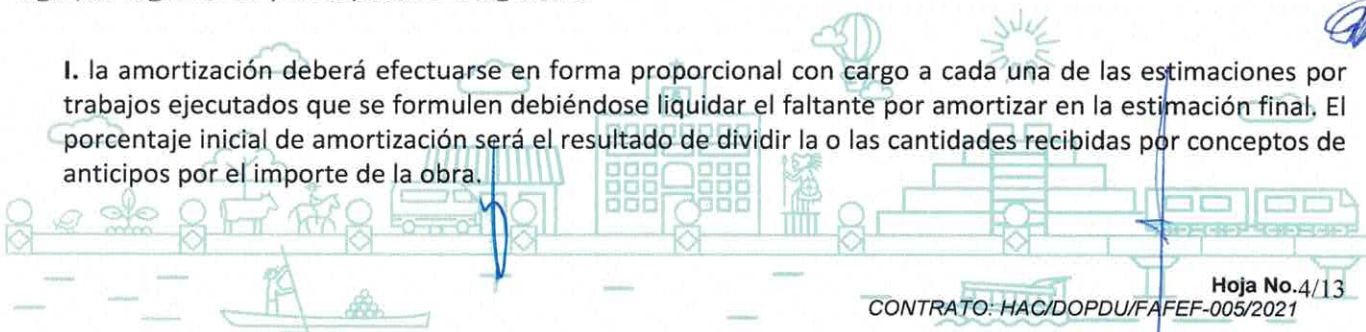 I. la amortización deberá efectuarse en forma proporcional con cargo a cada una de las estimaciones por
trabajos ejecutados que se formulen debiéndose liquidar el faltante por amortizar en la estimación final. El
porcentaje inicial de amortización será el resultado de dividir la o las cantidades recibidas por conceptos de
anticipos por el importe de la obra.
Hoja No.4/13
CONTRATO: HAC/DOPDU/FAFEF-005/2021